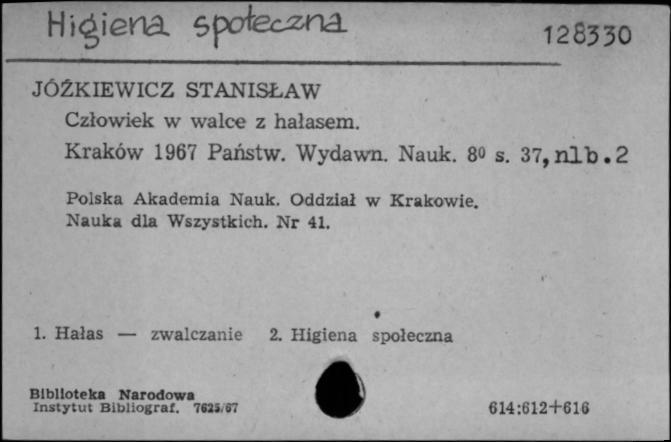 Higiena społeczna
128330
JÓŹKIEWICZ STANISŁAW
Człowiek w walce z hałasem.
Kraków 1967 Państw. Wydawn. Nauk. 8⁰ s. 37, nlb. 2
Polska Akademia Nauk. Oddział w Krakowie.
Nauka dla Wszystkich. Nr 41.
1. Hałas — zwalczanie 2. Higiena społeczna
Biblioteka Narodowa
Instytut Bibliograf. 7625/67
614:612+616